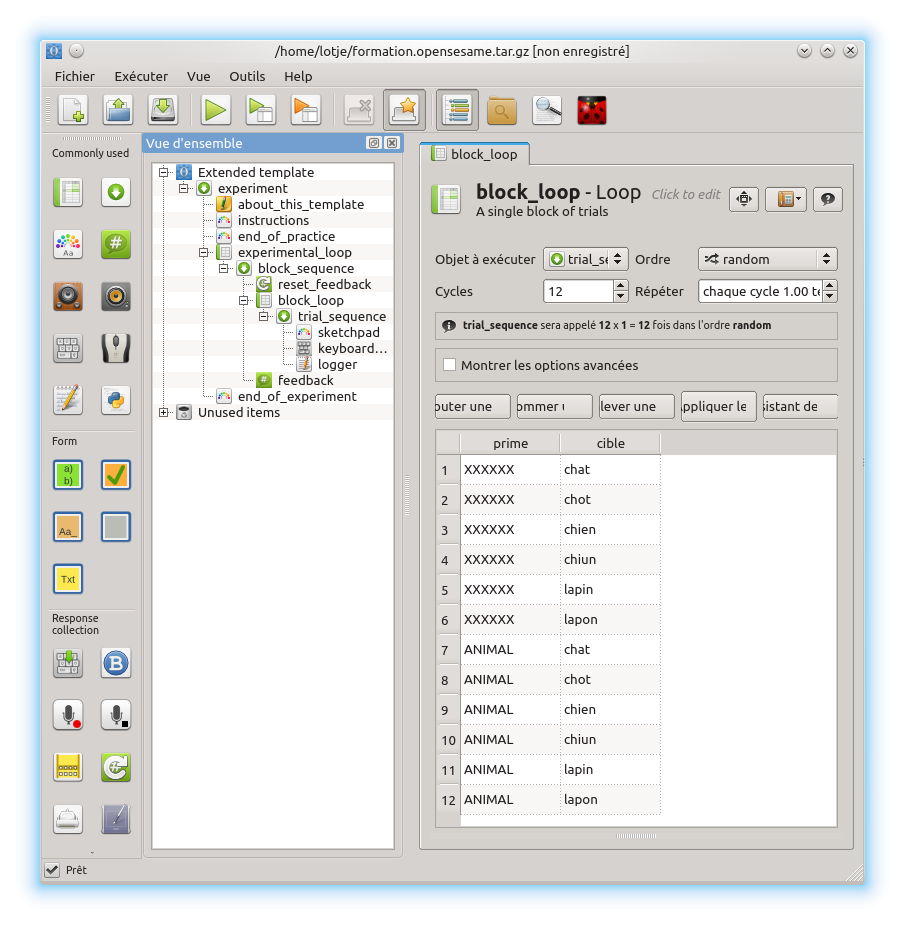 /home/lotje/formation.opensesame.tar.gz [non enregistré]
Fichier Exécuter Vue Outils Help
Commonly used
Aa
Form
a)
b)
Aa_
Txt
Response
collection
Vue d'ensemble
Extended template
experiment
about_this_template
instructions
end_of_practice
experimental_loop
block_sequence
reset_feedback
block_loop
trial_sequence
sketchpad
keyboard...
logger
feedback
end_of_experiment
Unused items
block_loop
block_loop - Loop Click to edit
A single block of trials
Objet à exécuter trial_se Ordre random
Cycles 12 Répéter chaque cycle 1.00 te
trial_sequence sera appelé 12 x 1 = 12 fois dans l'ordre random
Montrer les options avancées
outer une ommer lever une ppliquer le istant de
prime cible
1 XXXXXX chat
2 XXXXXX chot
3 XXXXXX chien
4 XXXXXX chiun
5 XXXXXX lapin
6 XXXXXX lapon
7 ANIMAL chat
8 ANIMAL chot
9 ANIMAL chien
10 ANIMAL chiun
11 ANIMAL lapin
12 ANIMAL lapon
Prêt